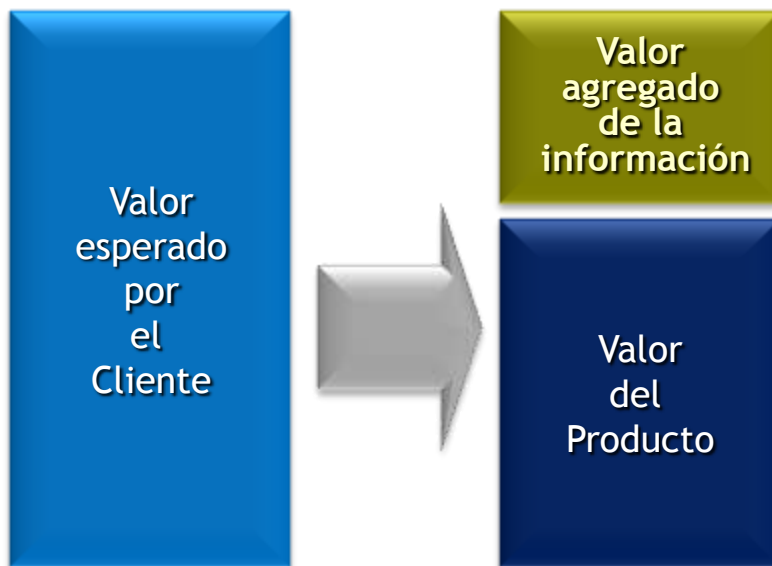 Valor
esperado
por
el
Cliente
Valor
agregado
de la
información
Valor
del
Producto